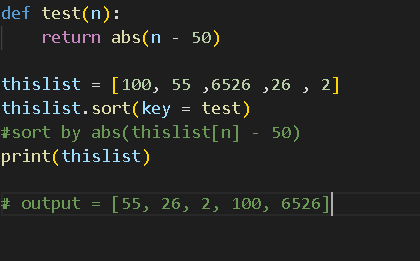 def test(n):
    return abs(n - 50)

thislist = [100, 55 ,6526 ,26 , 2]
thislist.sort(key = test)
#sort by abs(thislist[n] - 50)
print(thislist)

# output = [55, 26, 2, 100, 6526]